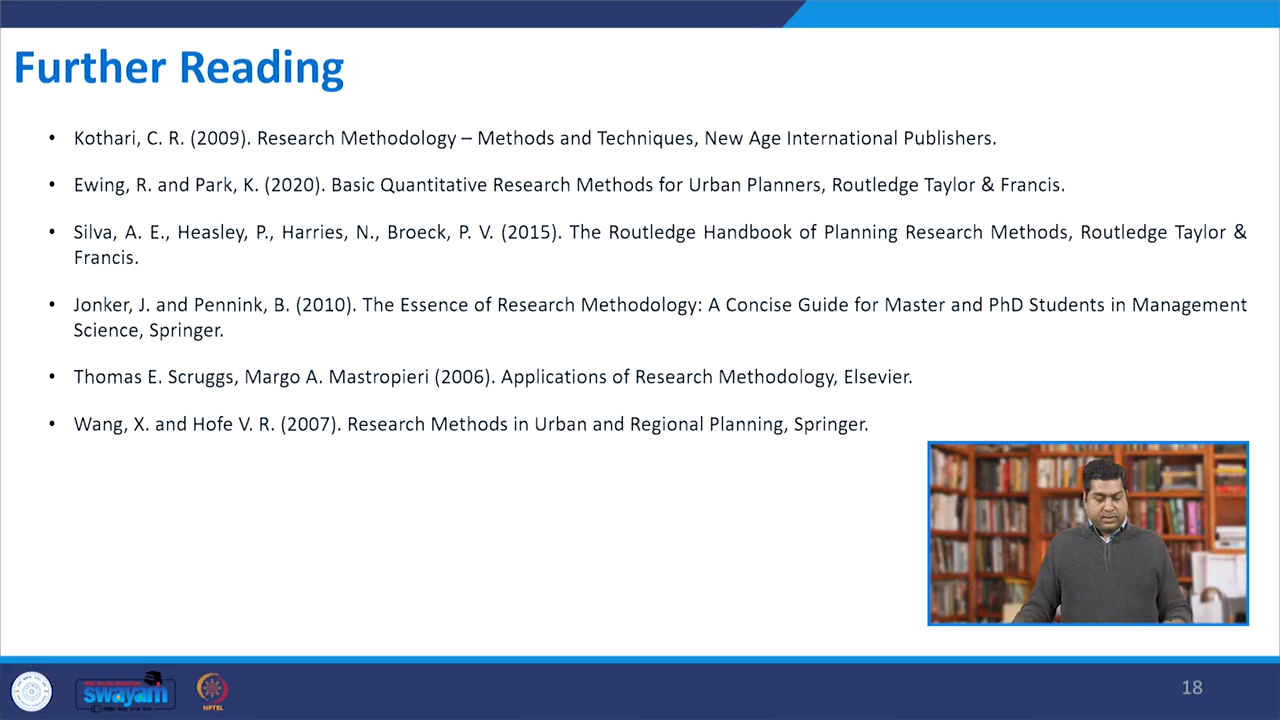 Further Reading
• Kothari, C. R. (2009). Research Methodology – Methods and Techniques, New Age International Publishers.
• Ewing, R. and Park, K. (2020). Basic Quantitative Research Methods for Urban Planners, Routledge Taylor & Francis.
• Silva, A. E., Heasley, P., Harries, N., Broeck, P. V. (2015). The Routledge Handbook of Planning Research Methods, Routledge Taylor &
Francis.
• Jonker, J. and Pennink, B. (2010). The Essence of Research Methodology: A Concise Guide for Master and PhD Students in Management
Science, Springer.
• Thomas E. Scruggs, Margo A. Mastropieri (2006). Applications of Research Methodology, Elsevier.
• Wang, X. and Hofe V. R. (2007). Research Methods in Urban and Regional Planning, Springer.
swayam
NPTEL
18